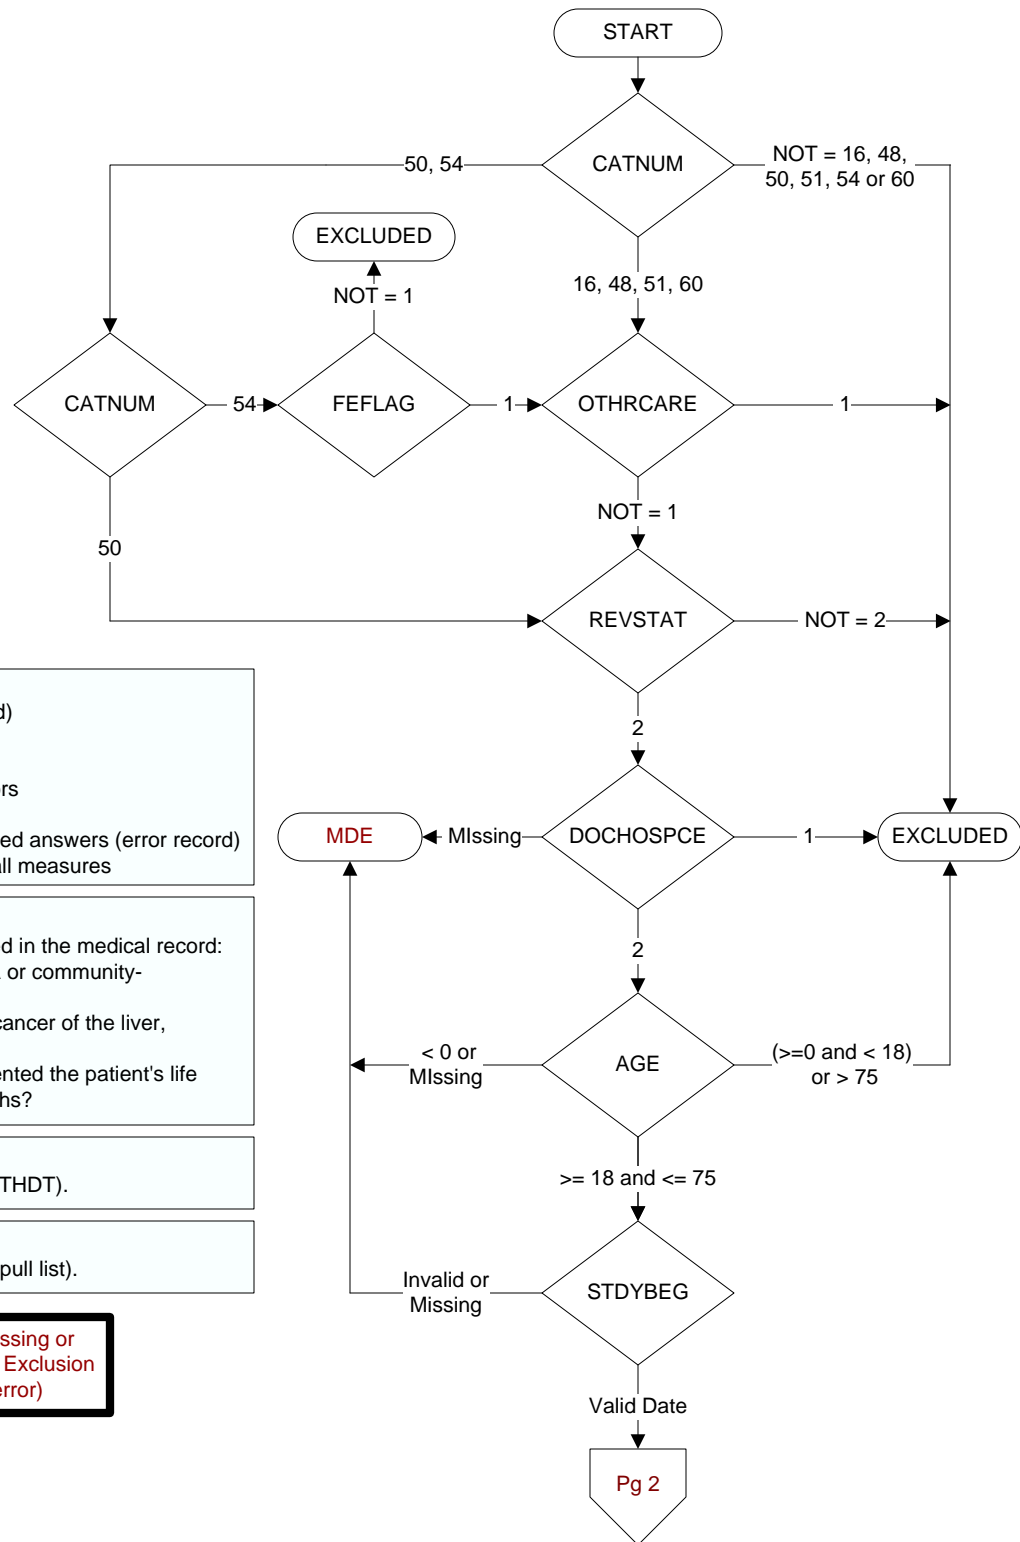 START
CATNUM
50, 54
NOT = 16, 48,
50, 51, 54 or 60
EXCLUDED
NOT = 1
16, 48, 51, 60
CATNUM
54
FEFLAG
1
OTHRCARE
1
NOT = 1
50
REVSTAT
NOT = 2
2
MDE
MIssing
DOCHOSPCE
1
EXCLUDED
2
< 0 or
MIssing
AGE
(>=0 and < 18)
or > 75
>= 18 and <= 75
Invalid or
Missing
STDYBEG
Valid Date
Pg 2
d)
ors
ed answers (error record)
all measures
ed in the medical record:
or community-
cancer of the liver,
ented the patient's life
hs?
THDT).
pull list).
ssing or
Exclusion
error)